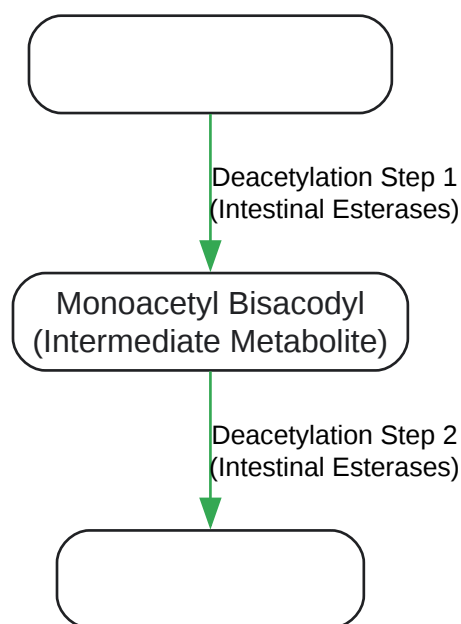 Deacetylation Step 1
(Intestinal Esterases)
Monoacetyl Bisacodyl
(Intermediate Metabolite)
Deacetylation Step 2
(Intestinal Esterases)